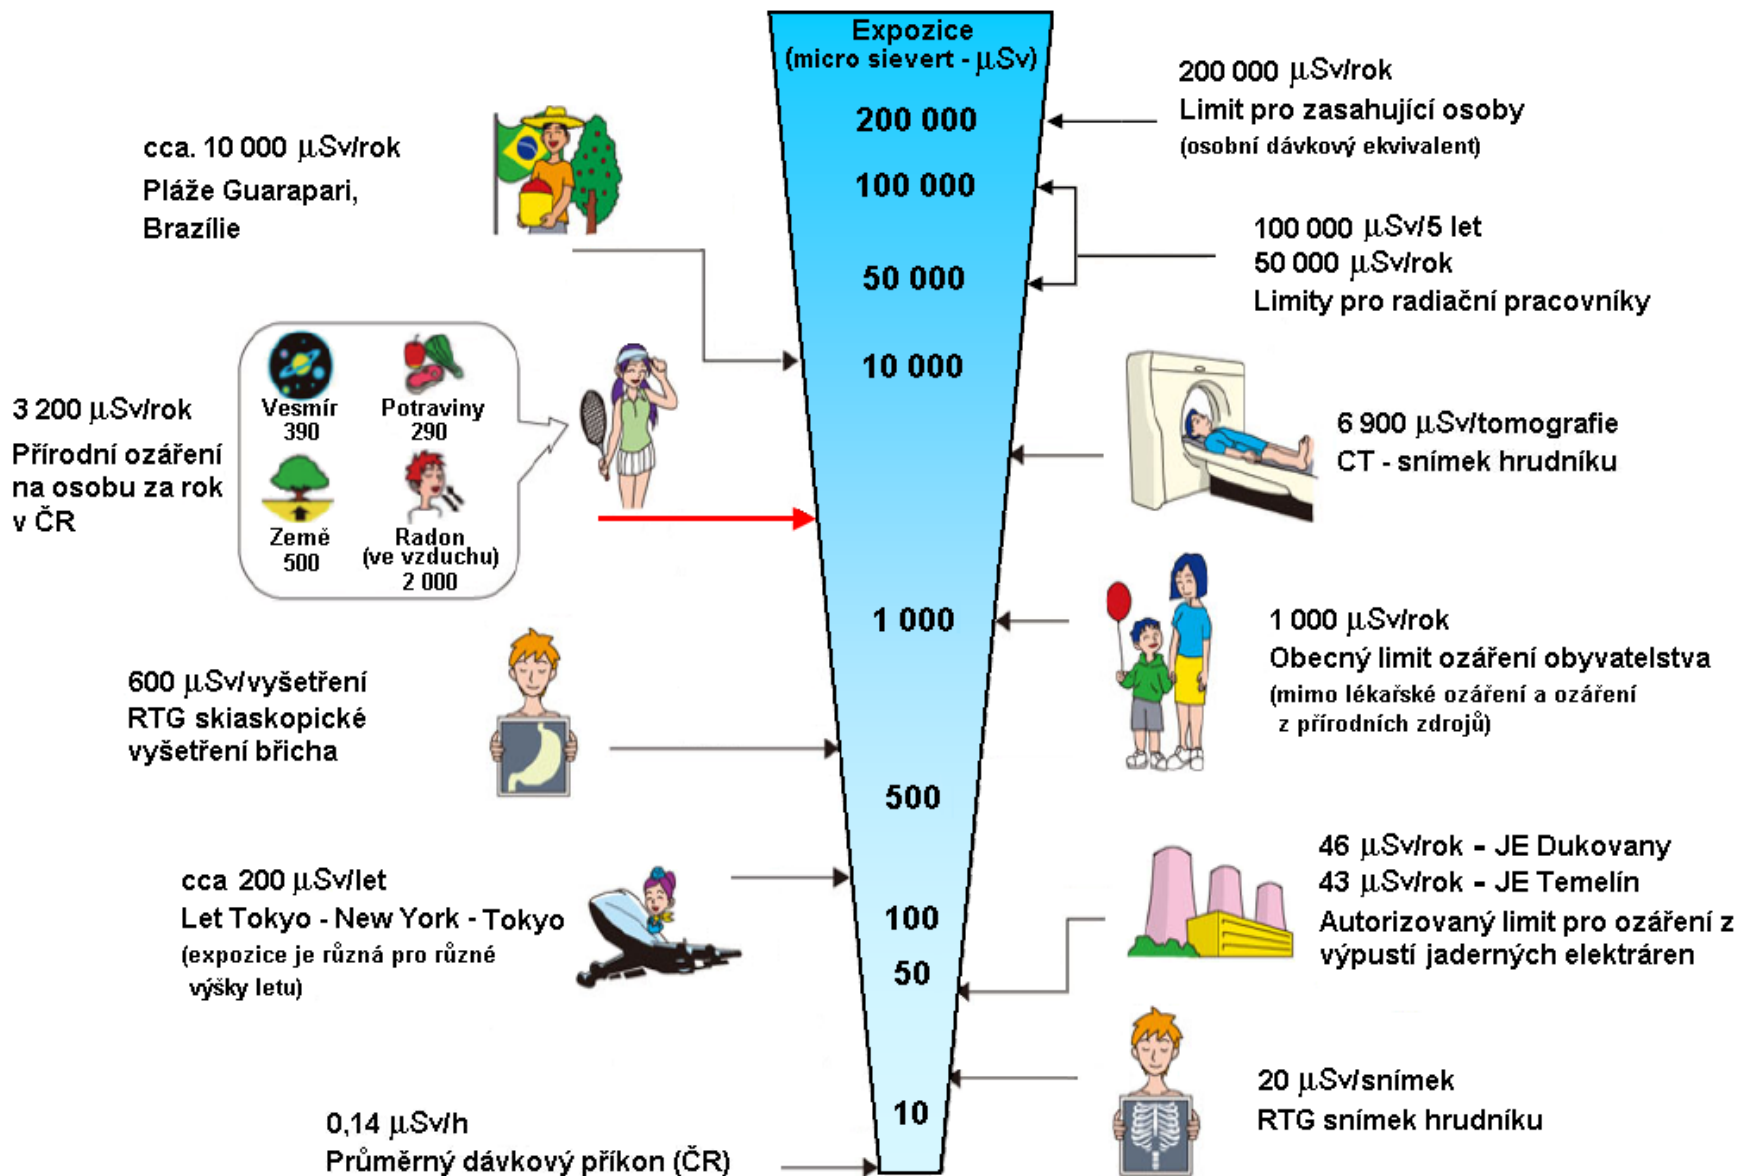 Expozice
(micro sievert - μSv)
200 000
100 000
50 000
10 000
1 000
500
100
50
10
cca. 10 000 μSv/rok
Pláže Guarapari,
Brazílie
3 200 μSv/rok
Přírodní ozáření
na osobu za rok
v ČR
Vesmír
390
Potraviny
290
Země
500
Radon
(ve vzduchu)
2 000
600 μSv/vyšetření
RTG skiaskopické
vyšetření břicha
cca 200 μSv/let
Let Tokyo - New York - Tokyo
(expozice je různá pro různé
výšky letu)
0,14 μSv/h
Průměrný dávkový příkon (ČR)
200 000 μSv/rok
Limit pro zasahující osoby
(osobní dávkový ekvivalent)
100 000 μSv/5 let
50 000 μSv/rok
Limity pro radiační pracovníky
6 900 μSv/tomografie
CT - snímek hrudníku
1 000 μSv/rok
Obecný limit ozáření obyvatelstva
(mimo lékařské ozáření a ozáření
z přírodních zdrojů)
46 μSv/rok - JE Dukovany
43 μSv/rok - JE Temelín
Autorizovaný limit pro ozáření z
výpustí jaderných elektráren
20 μSv/snímek
RTG snímek hrudníku